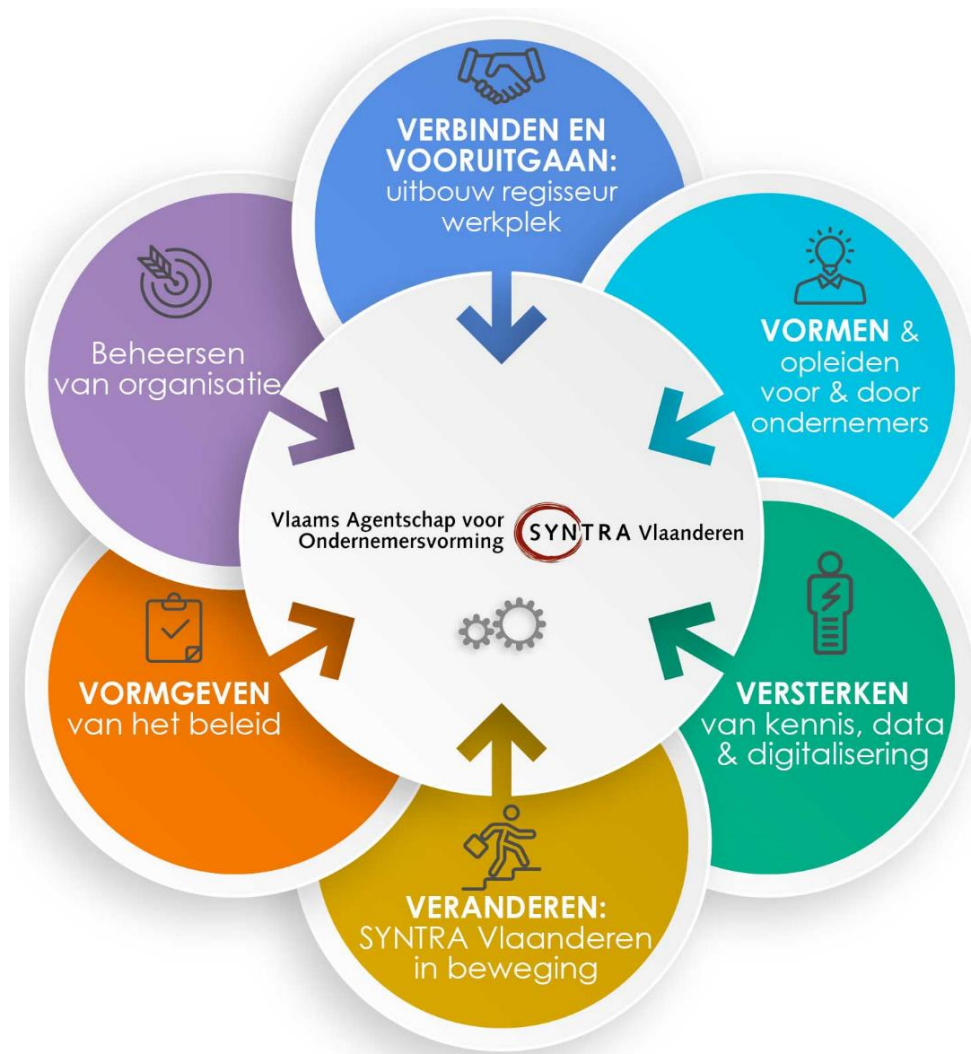 VERBINDEN EN
VOORUITGAAN:
uitbouw regisseur
werkplek
VORMEN &
opleiden
voor & door
ondernemers
VERSTERKEN
van kennis, data
& digitalisering
VERANDEREN:
SYNTRA Vlaanderen
in beweging
VORMGEVEN
van het beleid
Beheersen
van organisatie
Vlaams Agentschap voor
Ondernemersvorming
SYNTRA Vlaanderen